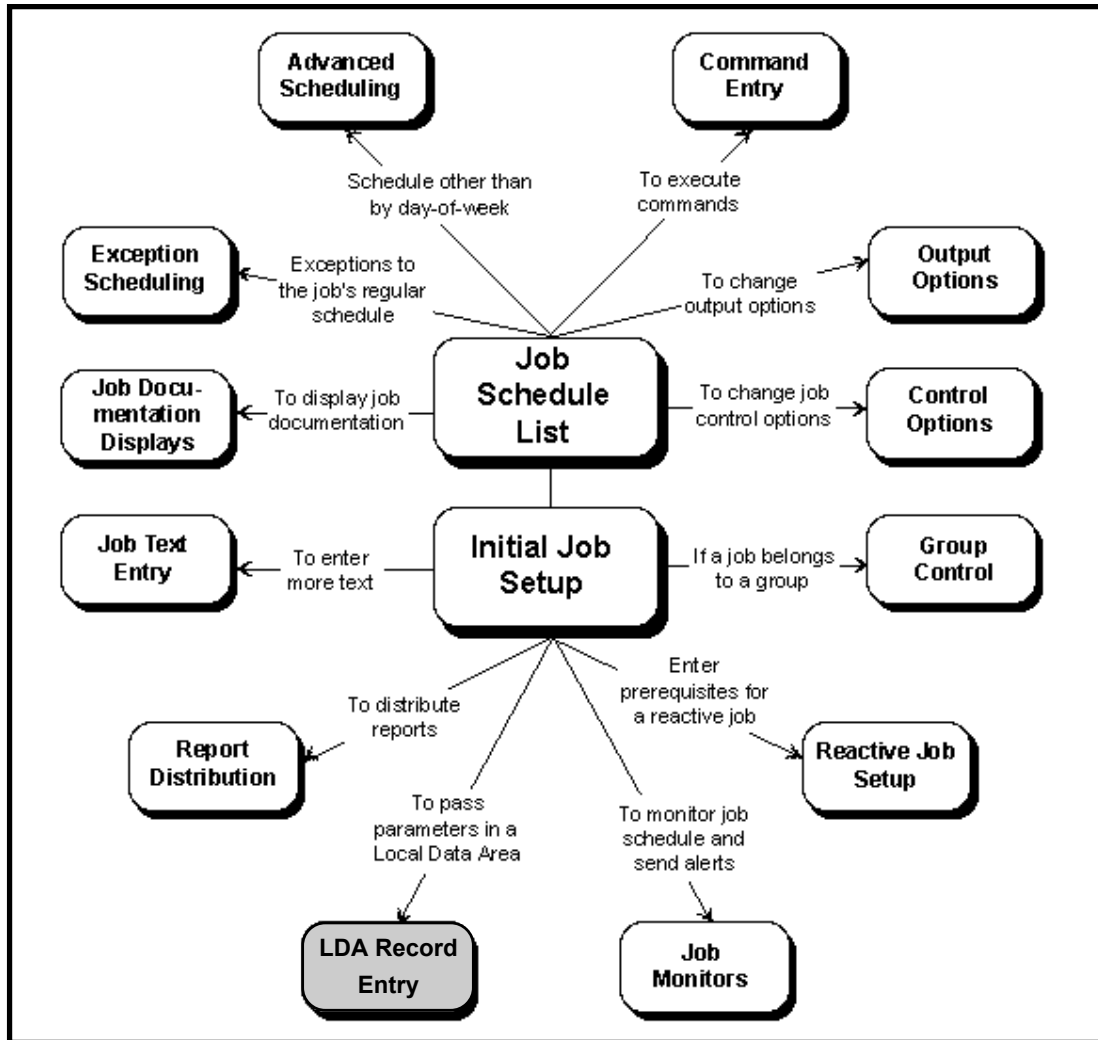 Advanced
Scheduling
Command
Entry
Schedule other than
by day-of-week
To execute
commands
Exception
Scheduling
Exceptions to
the job's regular
schedule
To change
output options
Output
Options
Job Docu-
mentation
Displays
To display job
documentation
Job
Schedule
List
To change job
control options
Control
Options
Job Text
Entry
To enter
more text
Initial Job
Setup
If a job belongs
to a group
Group
Control
Report
Distribution
To distribute
reports
Enter
prerequisites for
a reactive job
Reactive Job
Setup
To pass
parameters in a
Local Data Area
To monitor job
schedule and
send alerts
LDA Record
Entry
Job
Monitors